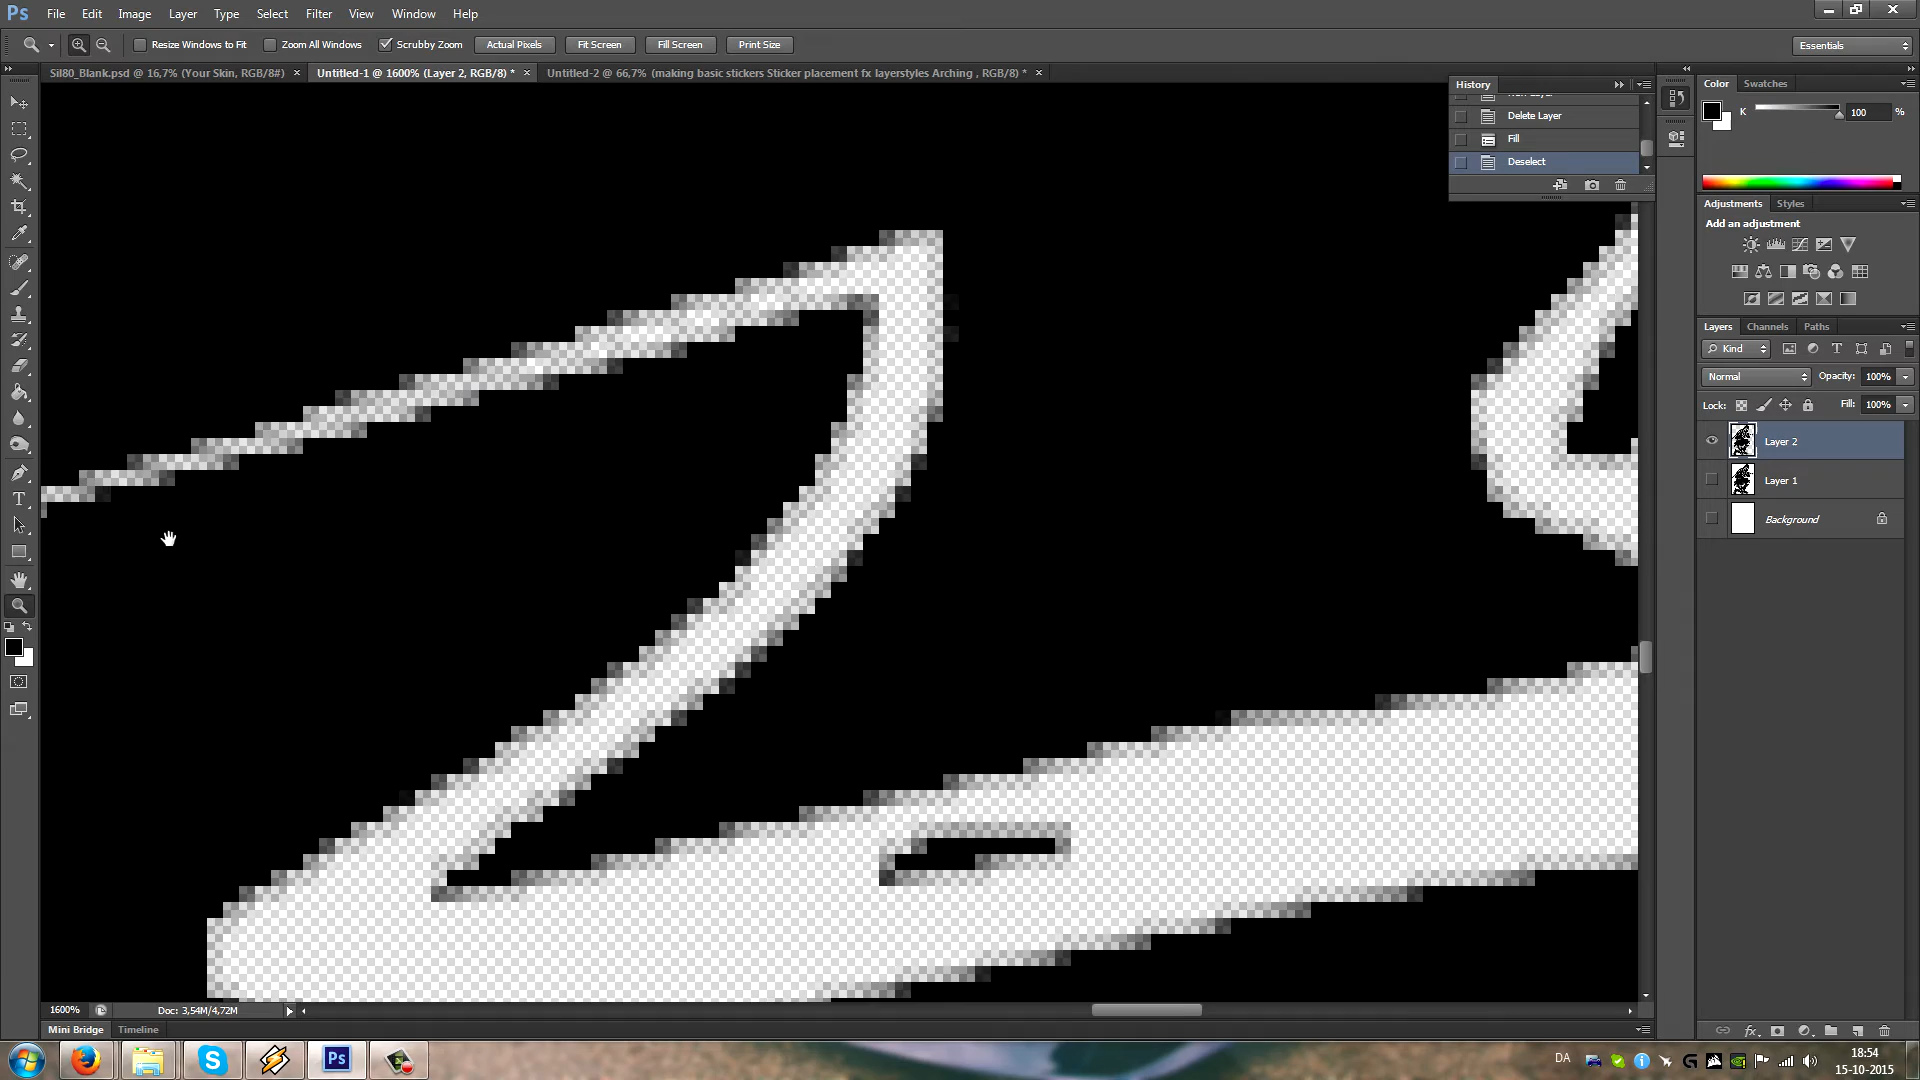 Ps File Edit Image Layer Type Select Filter View Window Help
Resize Windows to Fit Zoom All Windows Scrubby Zoom Actual Pixels Fit Screen Fill Screen Print Size Essentials
Sil80_Blank.psd @ 16,7% (Your Skin, RGB/8#) × Untitled-1 @ 1600% (Layer 2, RGB/8) * × Untitled-2 @ 66,7% (making basic stickers Sticker placement fx layerstyles Arching , RGB/8) * ×
History
Delete Layer
Fill
Deselect
Color Swatches
K 100 %
Adjustments Styles
Add an adjustment
Layers Channels Paths
Kind
Normal Opacity: 100%
Lock: Fill: 100%
Layer 2
Layer 1
Background
1600% Doc: 3,54M/4,72M
Mini Bridge Timeline
DA
18:54
15-10-2015